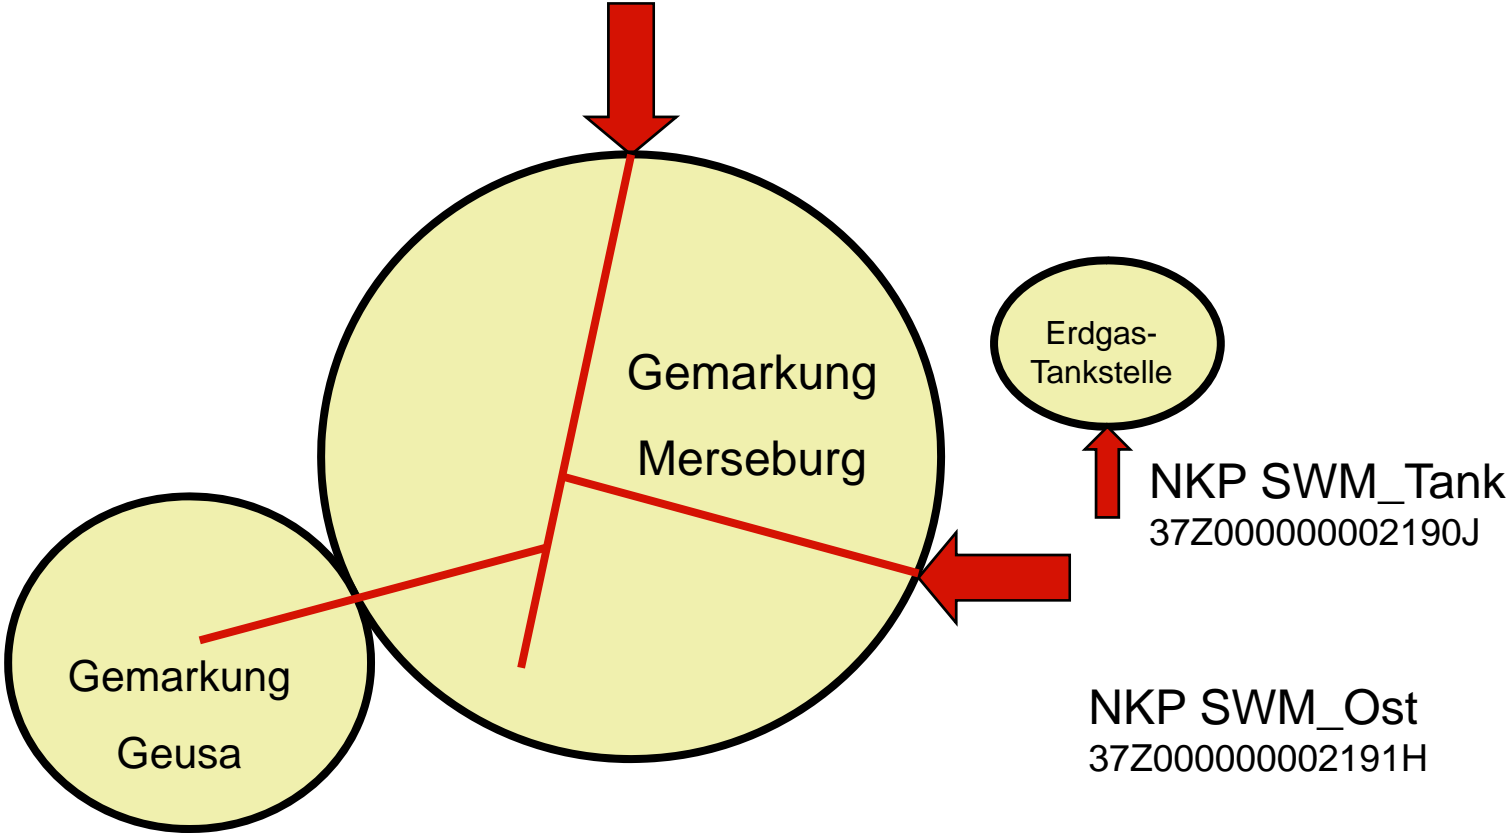 Erdgas-
Tankstelle
Gemarkung
Merseburg
NKP SWM_Tank
37Z000000002190J
Gemarkung
Geusa
NKP SWM_Ost
37Z000000002191H